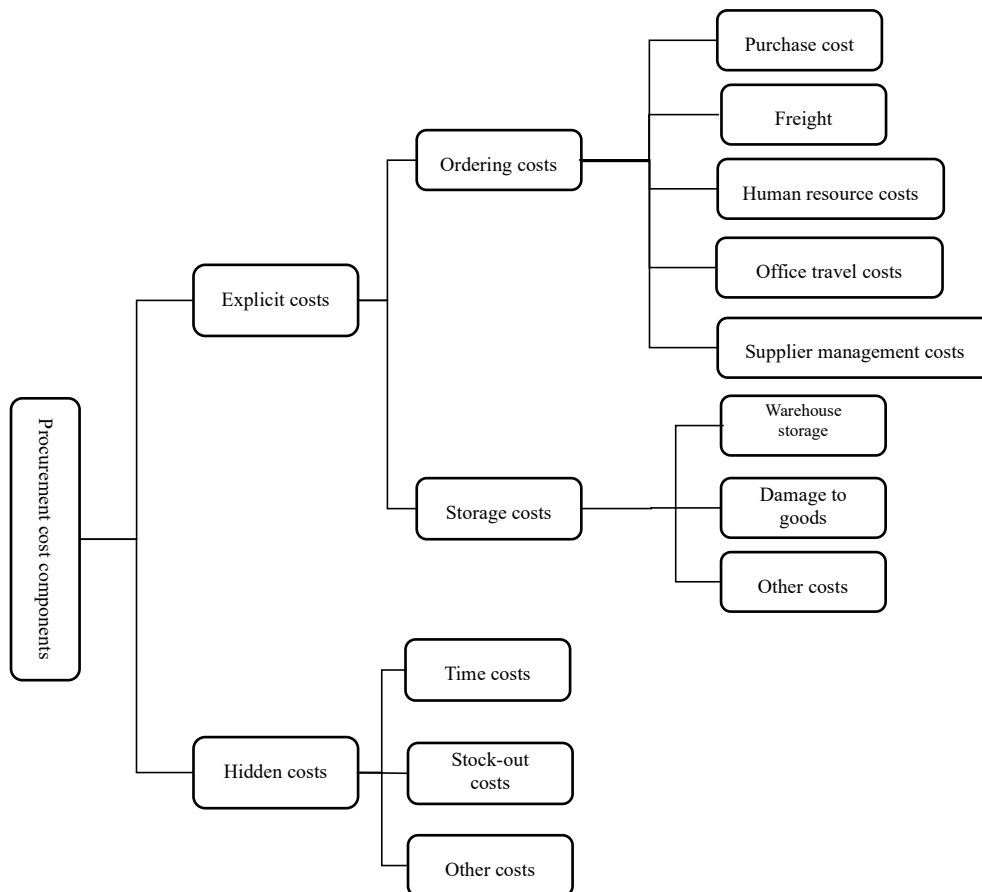 Purchase cost
Freight
Ordering costs
Human resource costs
Office travel costs
Explicit costs
Supplier management costs
Procurement cost components
Warehouse
storage
Storage costs
Damage to
goods
Other costs
Time costs
Hidden costs
Stock-out
costs
Other costs